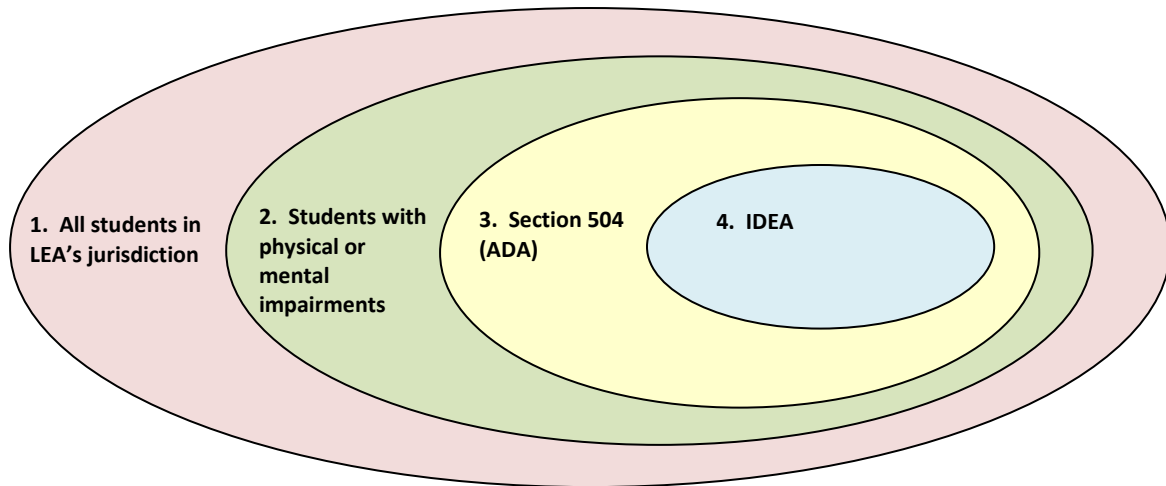 1. All students in
LEA's jurisdiction
2. Students with
physical or
mental
impairments
3. Section 504
(ADA)
4. IDEA